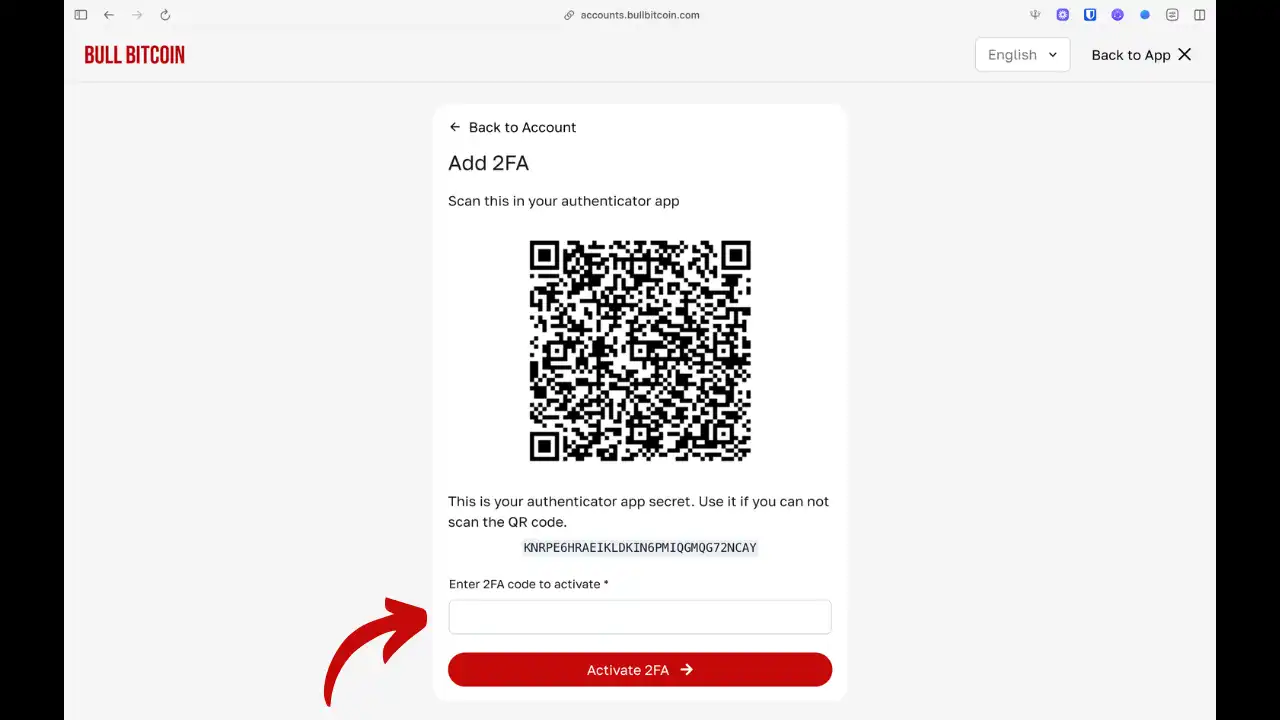 accounts.bullbitcoin.com
BULL BITCOIN
English
Back to App
Back to Account
Add 2FA
Scan this in your authenticator app
This is your authenticator app secret. Use it if you can not
scan the QR code.
KNRPE6HRAEIKLDKIN6PMIQGMQG72NCAY
Enter 2FA code to activate *
Activate 2FA